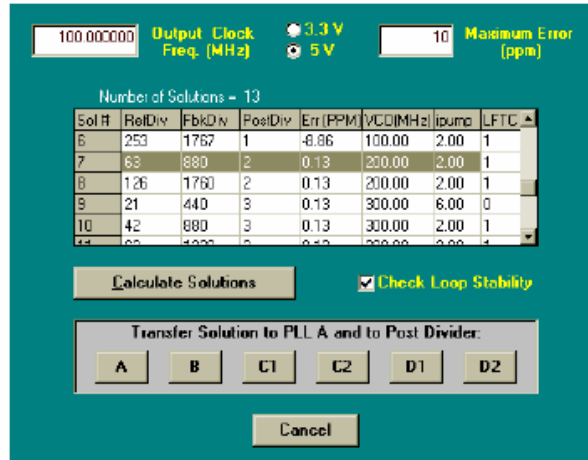 100.000000 Output Clock Freq. (MHz) 3.3 V 5 V 10 Maximum Error (ppm)
Number of Solutions = 13
Sol # RefDiv FbkDiv PostDiv Err (PPM) VCO(MHz) ipump LFTC
6 253 1767 1 -8.86 100.00 2.00 1
7 63 880 2 0.13 200.00 2.00 1
8 126 1760 2 0.13 200.00 2.00 1
9 21 440 3 0.13 300.00 6.00 0
10 42 880 3 0.13 300.00 2.00 1
Calculate Solutions Check Loop Stability
Transfer Solution to PLL A and to Post Divider:
A B C1 C2 D1 D2
Cancel